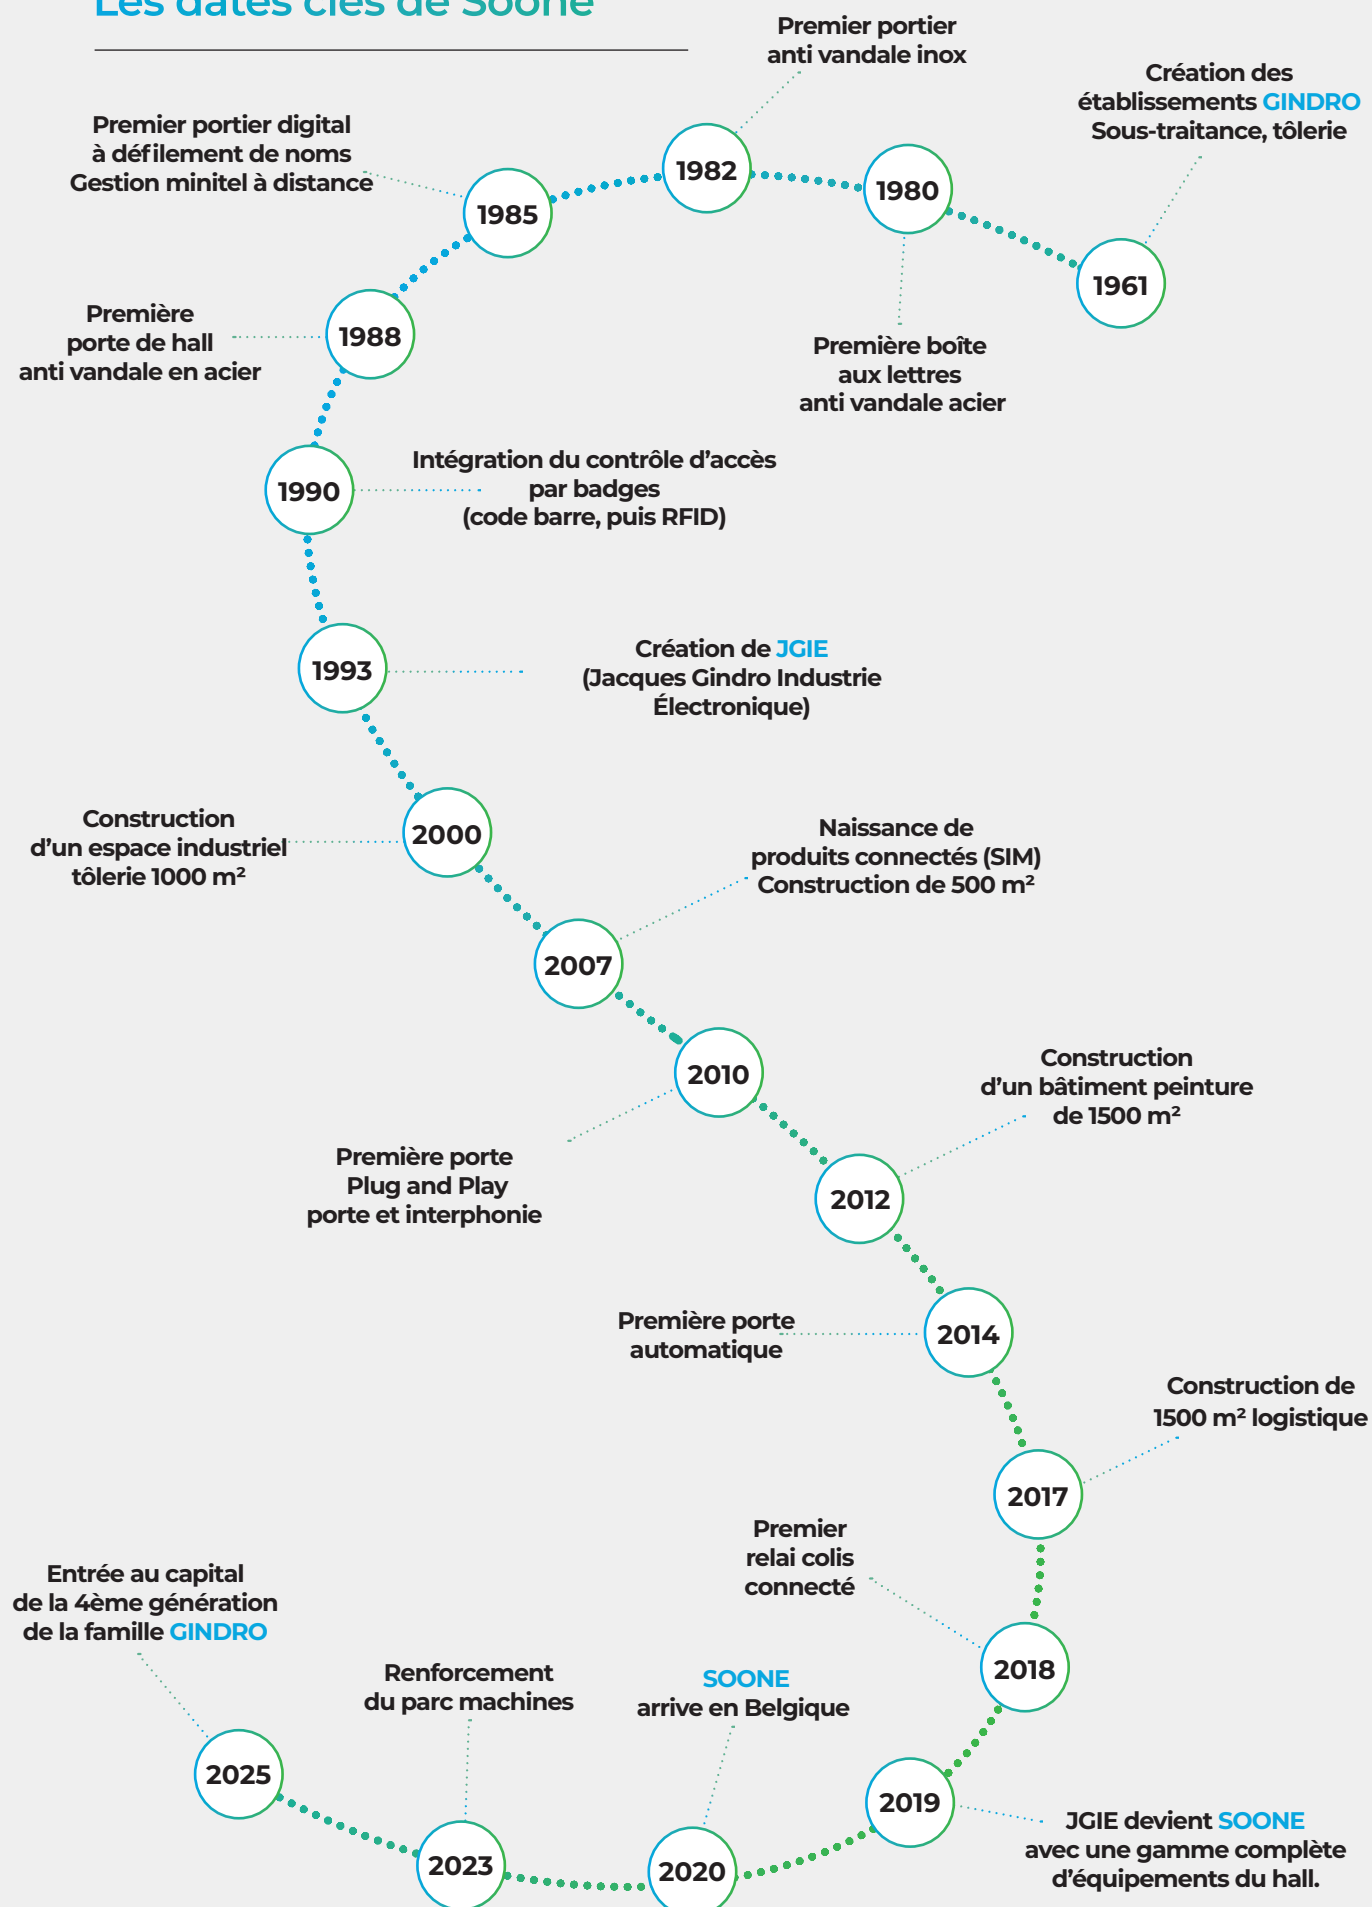 Les dates clés de Soone
Premier portier
anti vandale inox
Création des
établissements GINDRO
Sous-traitance, tôlerie
Premier portier digital
à défilement de noms
Gestion minitel à distance
1982
1980
1985
1961
Première
porte de hall
anti vandale en acier
1988
Première boîte
aux lettres
anti vandale acier
1990
Intégration du contrôle d’accès
par badges
(code barre, puis RFID)
1993
Création de JGIE
(Jacques Gindro Industrie
Électronique)
Construction
d’un espace industriel
tôlerie 1000 m²
2000
Naissance de
produits connectés (SIM)
Construction de 500 m²
2007
2010
Première porte
Plug and Play
porte et interphonie
Construction
d’un bâtiment peinture
de 1500 m²
2012
Première porte
automatique
2014
Construction de
1500 m² logistique
2017
Premier
relai colis
connecté
2018
Entrée au capital
de la 4ème génération
de la famille GINDRO
2025
Renforcement
du parc machines
2023
SOONE
arrive en Belgique
2020
2019
JGIE devient SOONE
avec une gamme complète
d’équipements du hall.